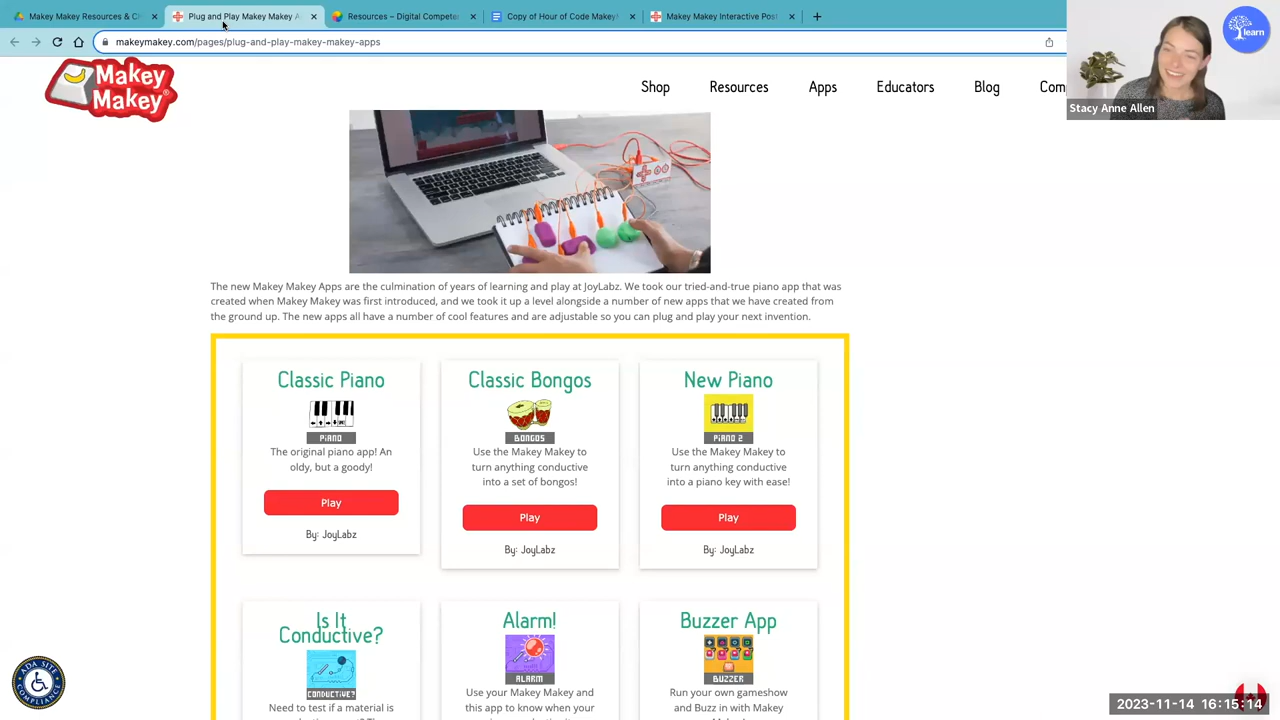 Makey Makey Resources & Ch
Plug and Play Makey Makey A
Resources – Digital Compete
Copy of Hour of Code Makey
Makey Makey Interactive Post
makeymakey.com/pages/plug-and-play-makey-makey-apps
learn
Stacy Anne Allen
Makey
Makey
Shop
Resources
Apps
Educators
Blog
Com
The new Makey Makey Apps are the culmination of years of learning and play at JoyLabz. We took our tried-and-true piano app that was
created when Makey Makey was first introduced, and we took it up a level alongside a number of new apps that we have created from
the ground up. The new apps all have a number of cool features and are adjustable so you can plug and play your next invention.
Classic Piano
PIANO
The original piano app! An
oldy, but a goody!
Play
By: JoyLabz
Classic Bongos
BONGOS
Use the Makey Makey to
turn anything conductive
into a set of bongos!
Play
By: JoyLabz
New Piano
PIANO 2
Use the Makey Makey to
turn anything conductive
into a piano key with ease!
Play
By: JoyLabz
Is It
Conductive?
CONDUCTIVE?
Need to test if a material is
Alarm!
ALARM
Use your Makey Makey and
this app to know when your
Buzzer App
BUZZER
Run your own gameshow
and Buzz in with Makey
ADA SITE
COMPLIANCE
2023-11-14 16:15:14